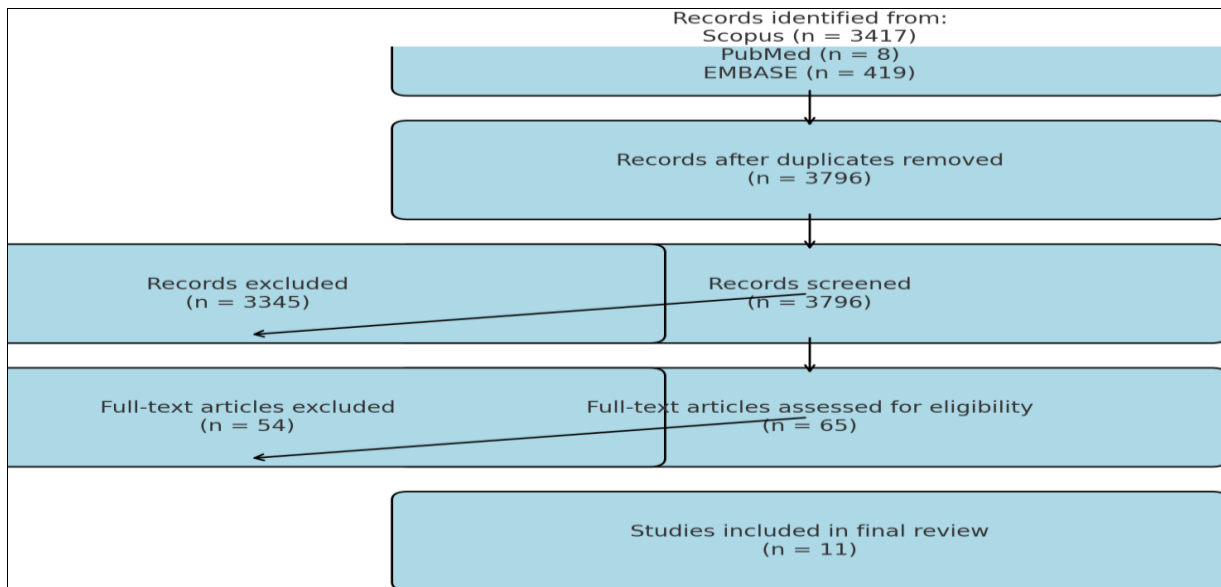 Records identified from:
Scopus (n = 3417)
PubMed (n = 8)
EMBASE (n = 419)
Records after duplicates removed
(n = 3796)
Records excluded
(n = 3345)
Records screened
(n = 3796)
Full-text articles excluded
(n = 54)
Full-text articles assessed for eligibility
(n = 65)
Studies included in final review
(n = 11)